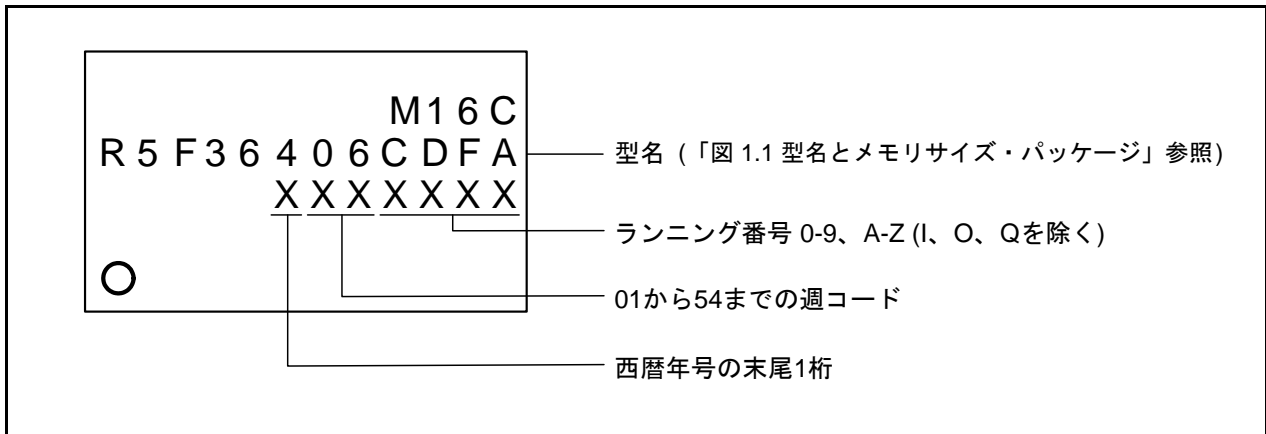 M16C
R5F36406CDFA
型名 (「図 1.1 型名とメモリサイズ・パッケージ」参照)
XXXXXXX
ランニング番号 0-9、A-Z (I、O、Qを除く)
01から54までの週コード
西暦年号の末尾1桁